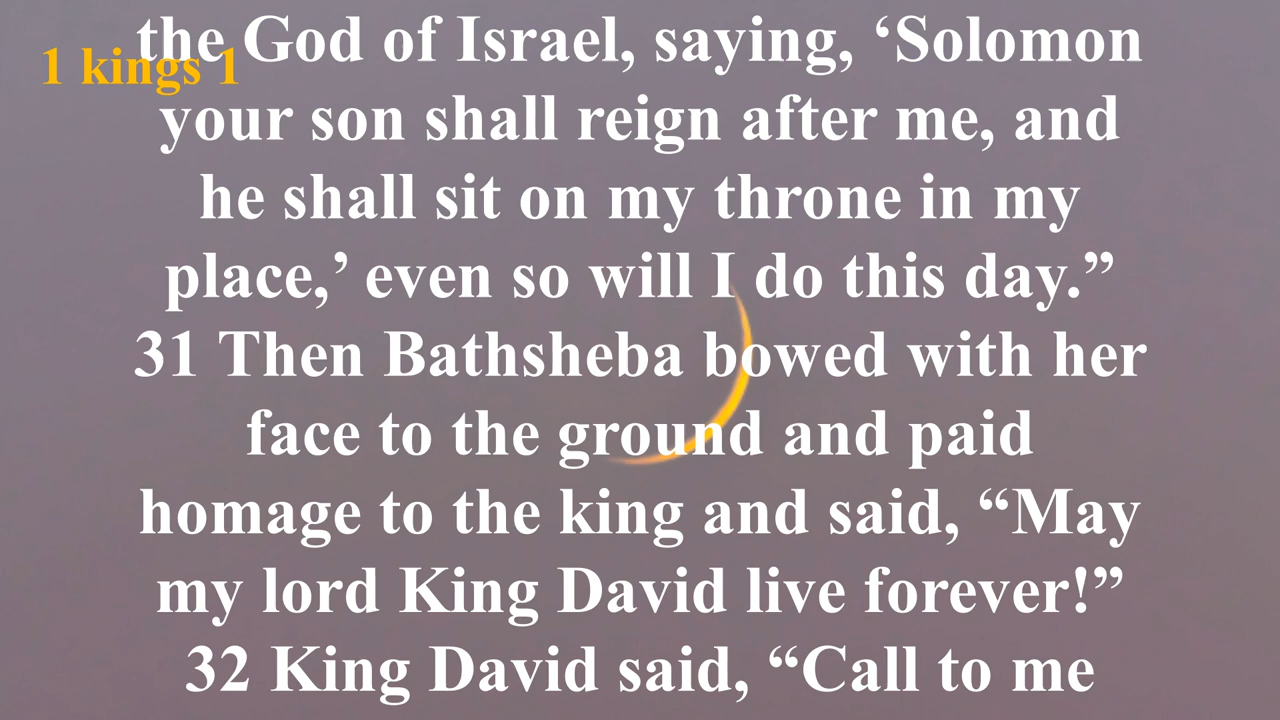 the God of Israel, saying, ‘Solomon
1 kings 1
your son shall reign after me, and
he shall sit on my throne in my
place,’ even so will I do this day.”
31 Then Bathsheba bowed with her
face to the ground and paid
homage to the king and said, “May
my lord King David live forever!”
32 King David said, “Call to me